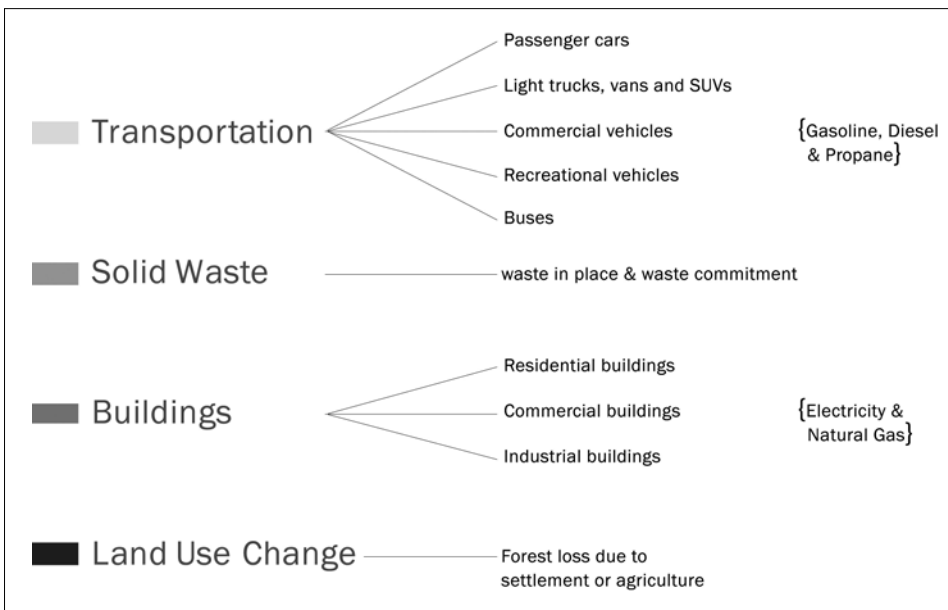 Transportation
Passenger cars
Light trucks, vans and SUVs
Commercial vehicles
Recreational vehicles
Buses
{Gasoline, Diesel
& Propane}
Solid Waste
waste in place & waste commitment
Buildings
Residential buildings
Commercial buildings
Industrial buildings
{Electricity &
Natural Gas}
Land Use Change
Forest loss due to
settlement or agriculture